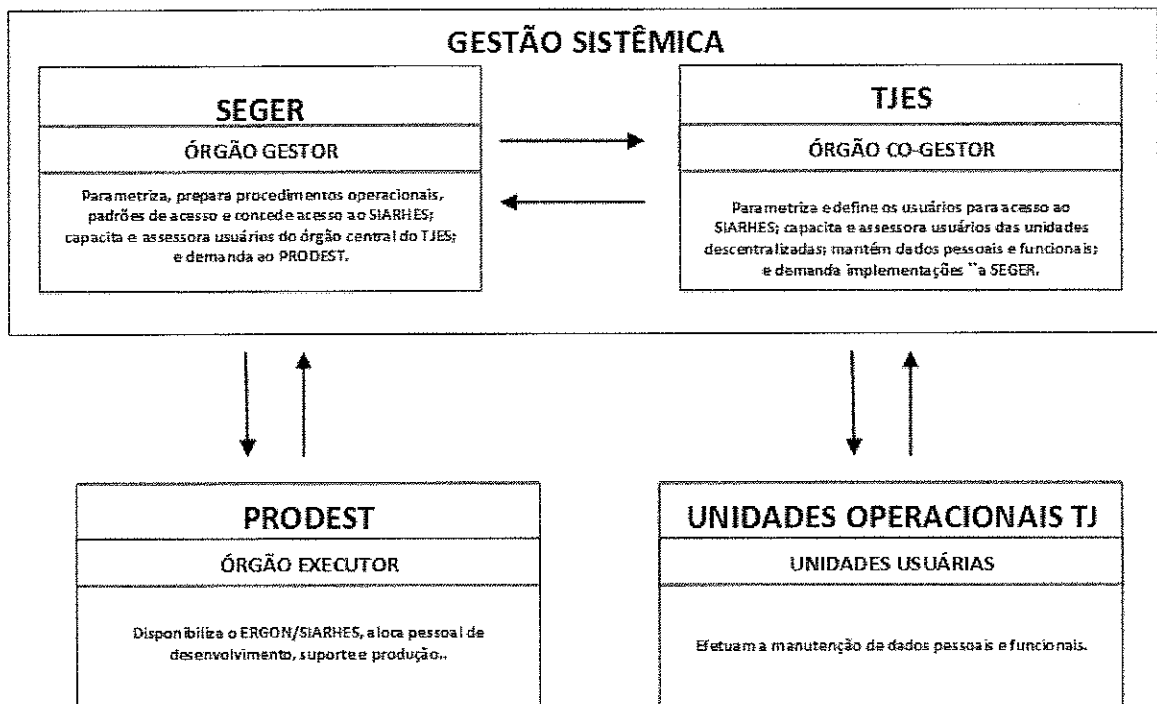 GESTÃO SISTÊMICA
SEGER
ÓRGÃO GESTOR
Parametriza, prepara procedimentos operacionais,
padrões de acesso e concede acesso ao SIARHES;
capacita e assessora usuários do órgão central do TJES;
e demanda ao PRODEST.
TJES
ÓRGÃO CO-GESTOR
Parametriza e define os usuários para acesso ao
SIARHES; capacita e assessora usuários das unidades
descentralizadas; mantém dados pessoais e funcionais;
e demanda implementações ¨a SEGER.
PRODEST
ÓRGÃO EXECUTOR
Disponibiliza o ERGON/SIARHES, aloca pessoal de
desenvolvimento, suporte e produção..
UNIDADES OPERACIONAIS TJ
UNIDADES USUÁRIAS
Efetuam a manutenção de dados pessoais e funcionais.